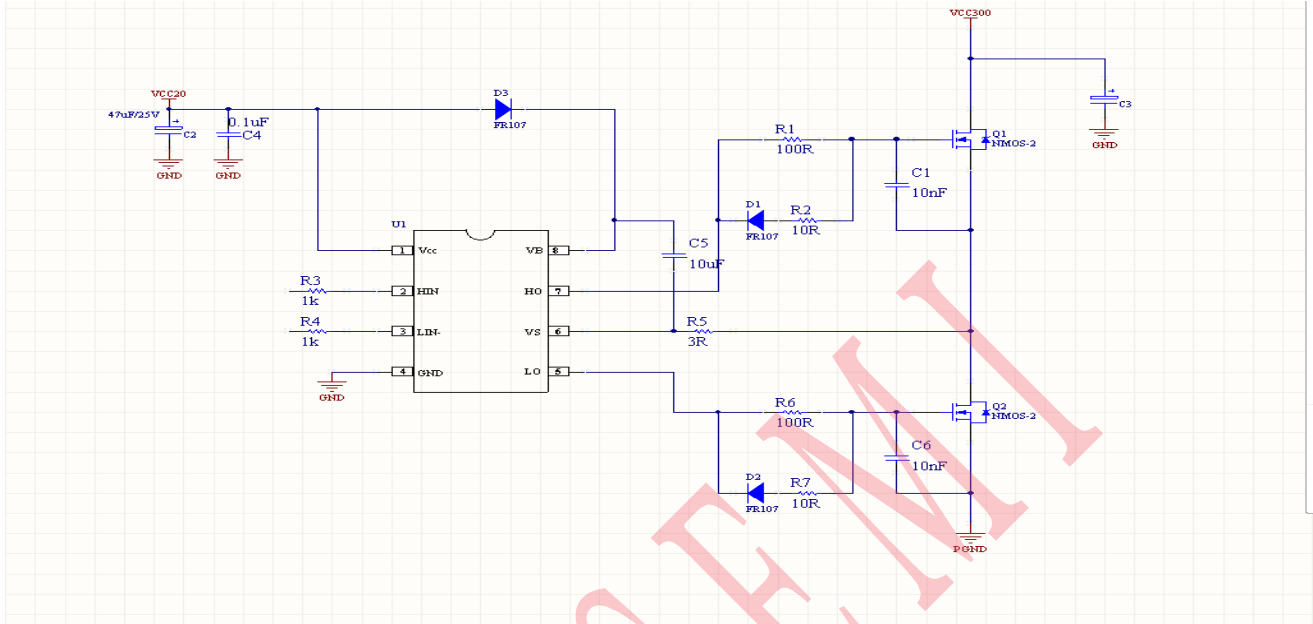 VCC300
VCC20
47uF/25V
C2
0.1uF
C4
GND
GND
D3
FR107
C3
GND
R1
100R
Q1
NMOS-2
C1
10nF
D1
FR107
R2
10R
U1
1 Vcc
VB 8
C5
10uF
R3
1k
2 HIN
HO 7
R4
1k
3 LIN-
VS 6
R5
3R
4 GND
LO 5
GND
R6
100R
Q2
NMOS-2
C6
10nF
D2
FR107
R7
10R
PGND
SEMI